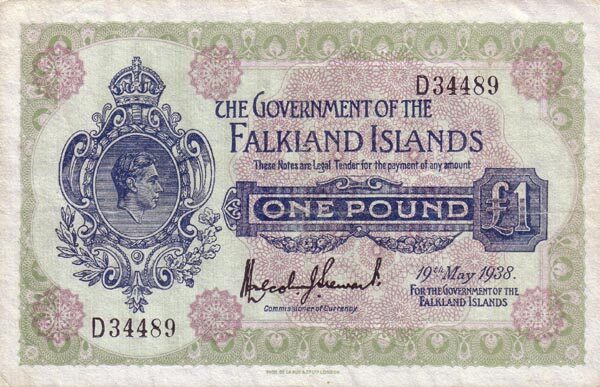 D34489
THE GOVERNMENT OF THE
FALKLAND ISLANDS
These Notes are Legal Tender for the payment of any amount
ONE POUND
£1
19th May 1938.
FOR THE GOVERNMENT OF THE
FALKLAND ISLANDS
Commissioner of Currency.
D34489